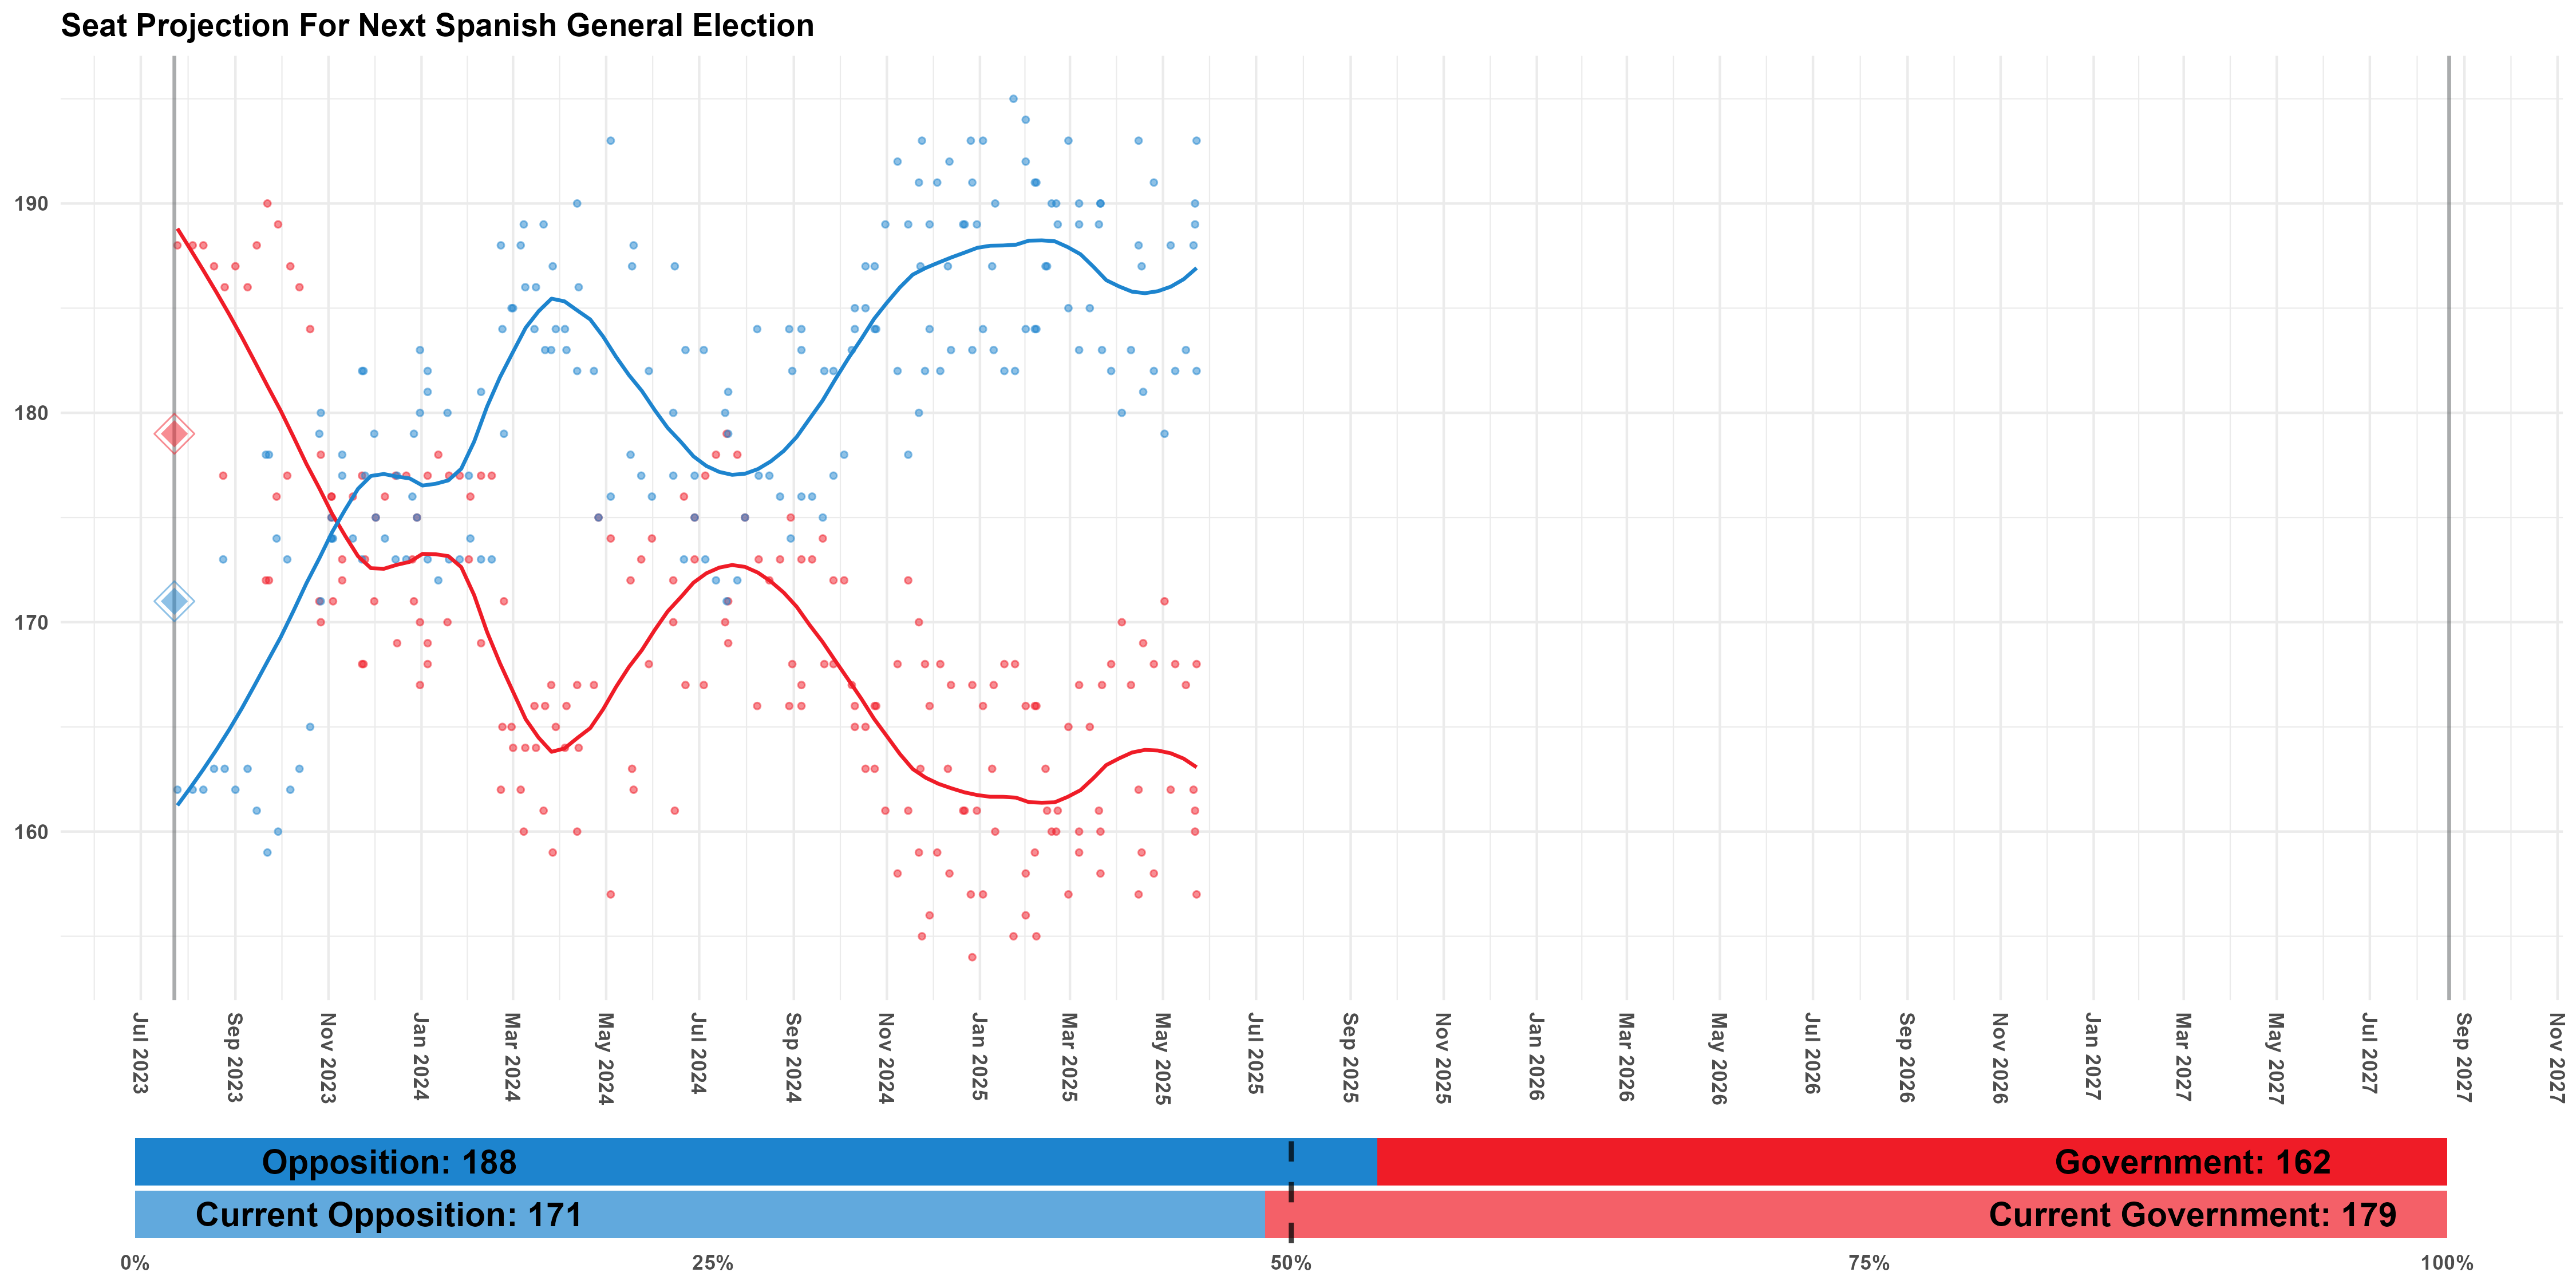 Seat Projection For Next Spanish General Election
190
180
170
160
Jul 2023
Sep 2023
Nov 2023
Jan 2024
Mar 2024
May 2024
Jul 2024
Sep 2024
Nov 2024
Jan 2025
Mar 2025
May 2025
Jul 2025
Sep 2025
Nov 2025
Jan 2026
Mar 2026
May 2026
Jul 2026
Sep 2026
Nov 2026
Jan 2027
Mar 2027
May 2027
Jul 2027
Sep 2027
Nov 2027
Opposition: 188
Government: 162
Current Opposition: 171
Current Government: 179
0%
25%
50%
75%
100%